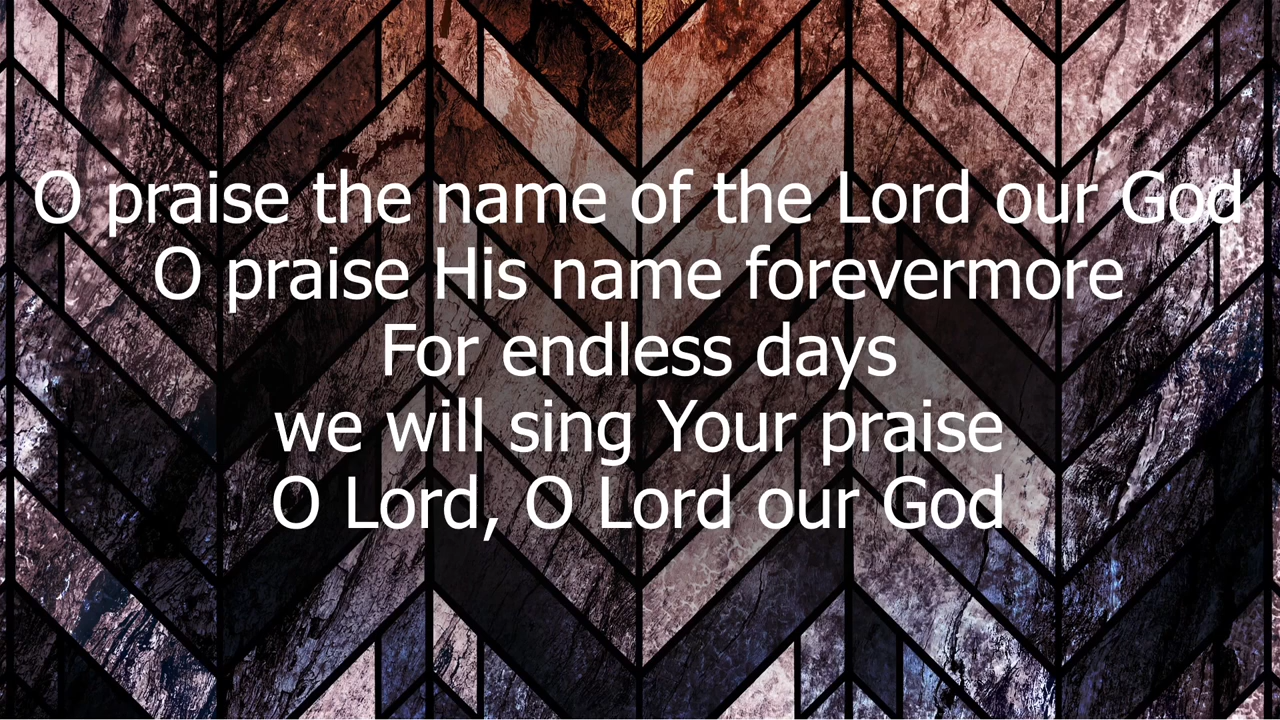 O praise the name of the Lord our God
O praise His name forevermore
For endless days
we will sing Your praise
O Lord, O Lord our God